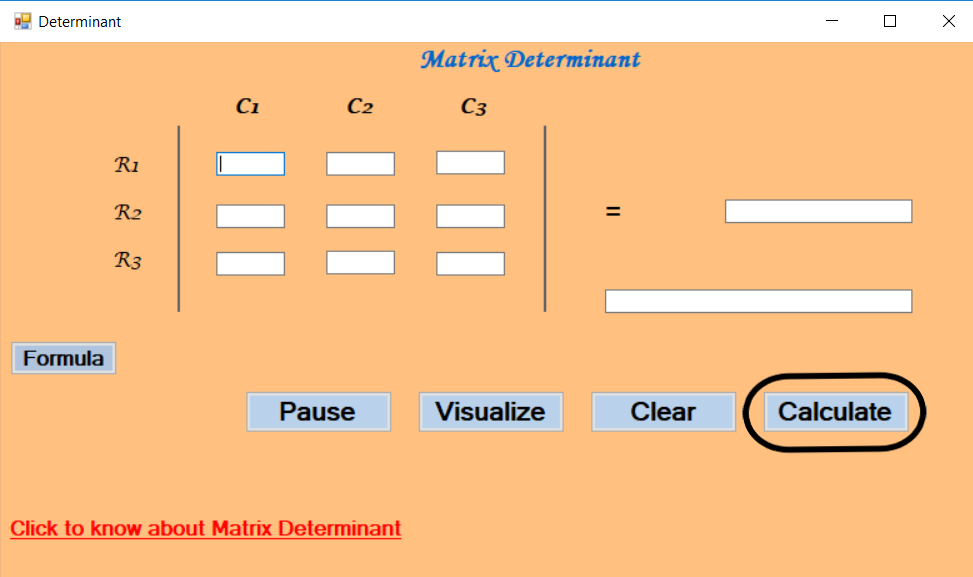 Determinant
Matrix Determinant
C1 C2 C3
R1
R2
=
R3
Formula
Pause Visualize Clear Calculate
Click to know about Matrix Determinant